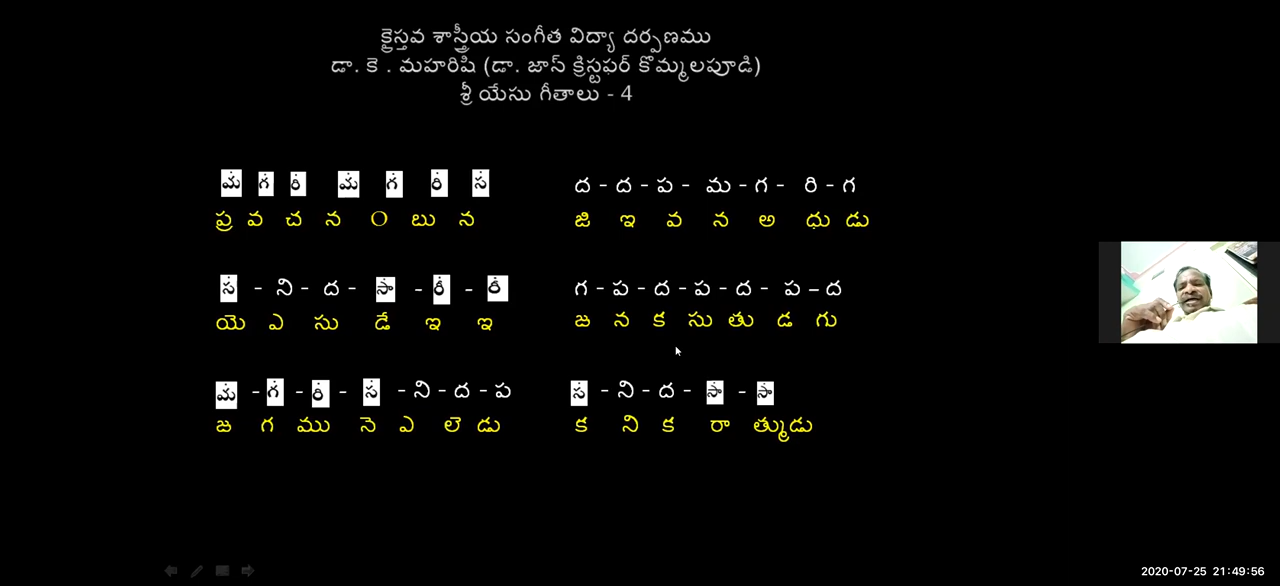 క్రైస్తవ శాస్త్రీయ సంగీత విద్యా దర్పణము
డా. కె . మహరిషి (డా. జాన్ క్రిస్టఫర్ కొమ్మలపూడి)
శ్రీ యేసు గీతాలు - 4
మ గ రి మ గ రి స ద - ద - ప - మ - గ - రి - గ
ప్ర వ చ న ం బు న జి ఇ వ న అ ధు డు
స - ని - ద - సా - రీ - రీ గ - ప - ద - ప - ద - ప – ద
యె ఎ సు డే ఇ ఇ జ న క సు తు డ గు
మ - గ - రి - స - ని - ద - ప స - ని - ద - సా - సా
జ గ ము నె ఎ లె డు క ని క రా త్ముడు
2020-07-25 21:49:56